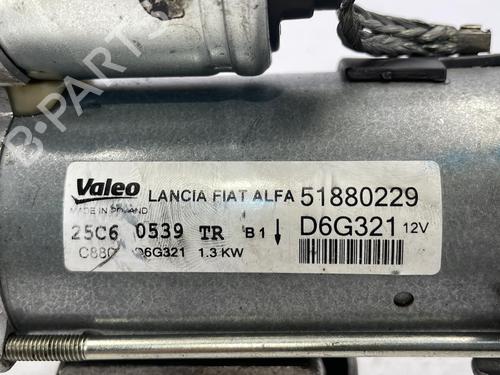 Valeo LANCIA FIAT ALFA 51880229
MADE IN POLAND
25C6 0539 TR B1 ↓ D6G321 12V
C880 D6G321 1.3 KW
B-PARTS